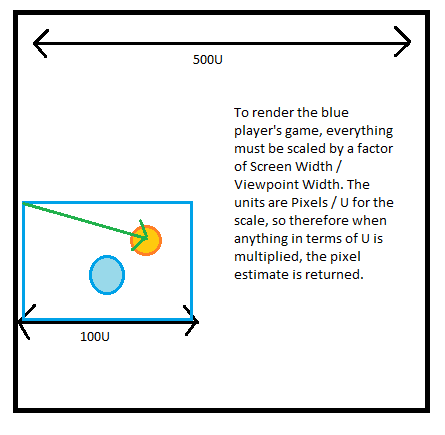 500U
To render the blue
player's game, everything
must be scaled by a factor
of Screen Width /
Viewpoint Width. The
units are Pixels / U for the
scale, so therefore when
anything in terms of U is
multiplied, the pixel
estimate is returned.
100U